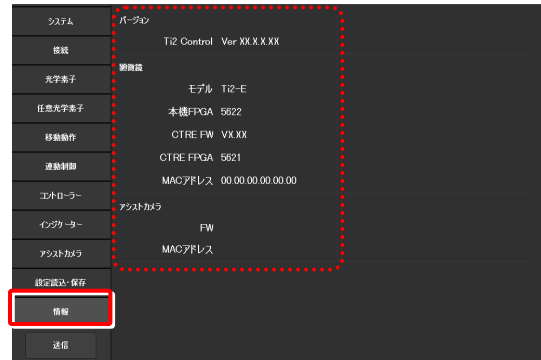 システム
接続
光学素子
任意光学素子
移動動作
連動制御
コントローラー
インジケーター
アシストカメラ
設定読込・保存
情報
送信
バージョン
Ti2 Control Ver XX.X.X.XX
顕微鏡
モデル Ti2-E
本機FPGA 5622
CTRE FW VX.XX
CTRE FPGA 5621
MACアドレス 00.00.00.00.00.00
アシストカメラ
FW
MACアドレス